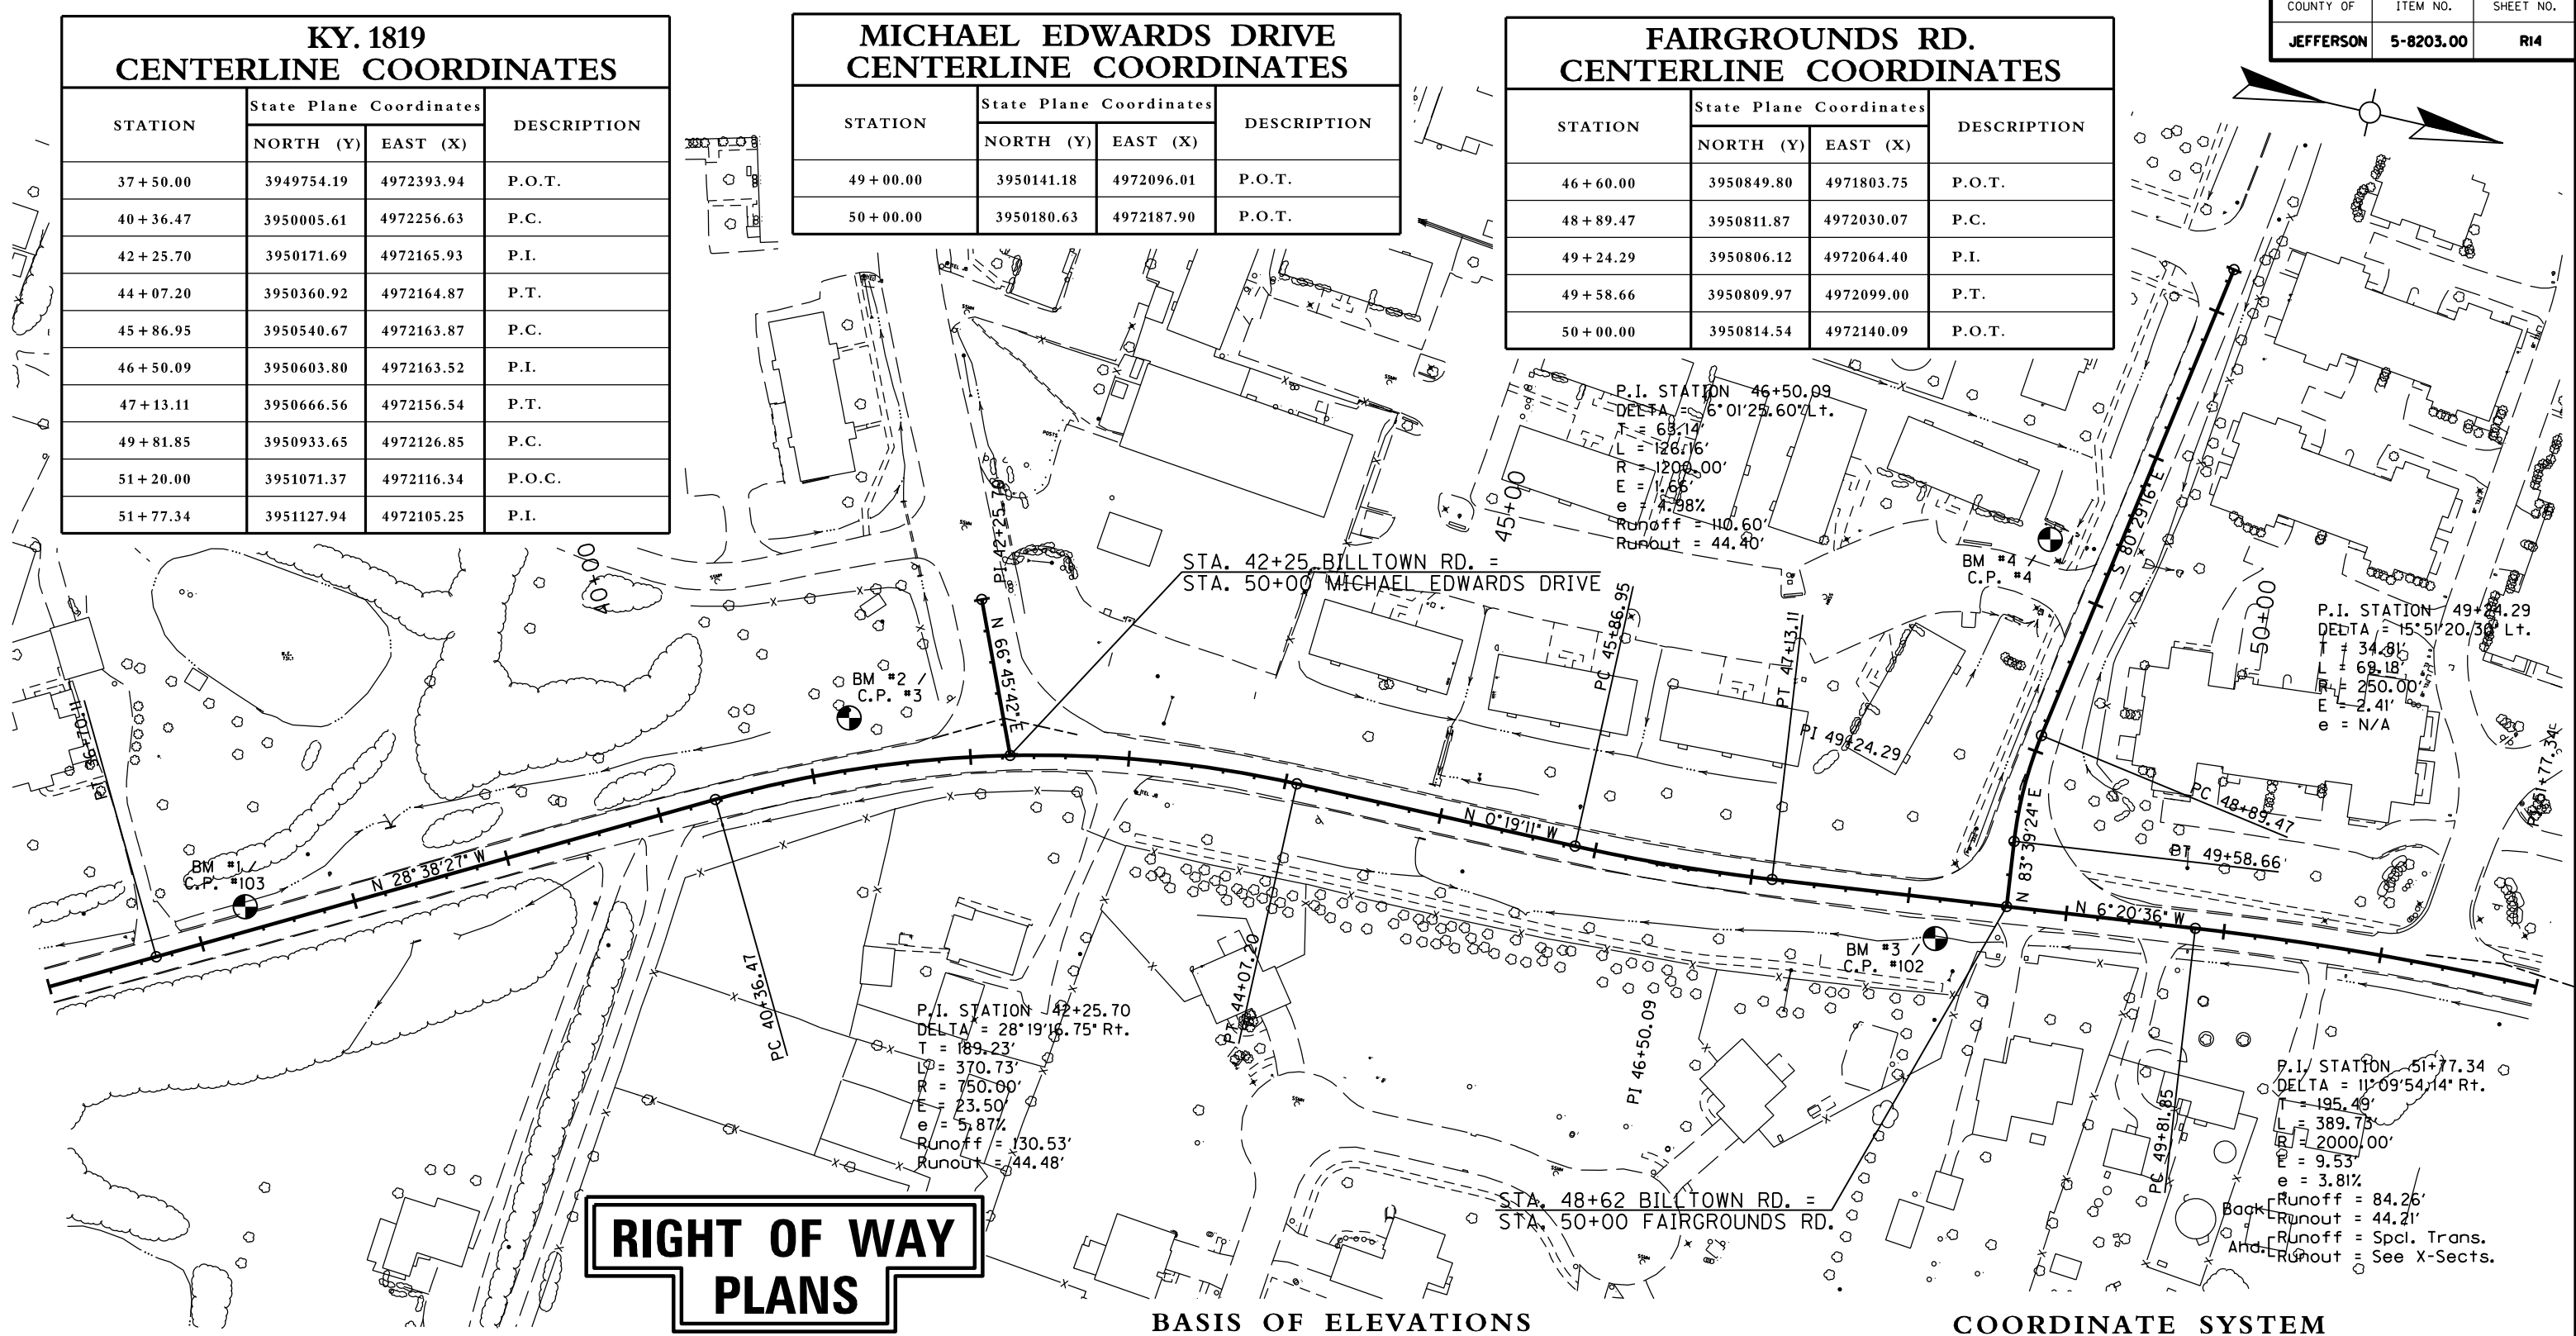 COUNTY OF ITEM NO. SHEET NO.
JEFFERSON 5-8203.00 R14
KY. 1819
CENTERLINE COORDINATES
STATION State Plane Coordinates DESCRIPTION
NORTH (Y) EAST (X)
37+50.00 3949754.19 4972393.94 P.O.T.
40+36.47 3950005.61 4972256.63 P.C.
42+25.70 3950171.69 4972165.93 P.I.
44+07.20 3950360.92 4972164.87 P.T.
45+86.95 3950540.67 4972163.87 P.C.
46+50.09 3950603.80 4972163.52 P.I.
47+13.11 3950666.56 4972156.54 P.T.
49+81.85 3950933.65 4972126.85 P.C.
51+20.00 3951071.37 4972116.34 P.O.C.
51+77.34 3951127.94 4972105.25 P.I.
MICHAEL EDWARDS DRIVE
CENTERLINE COORDINATES
STATION State Plane Coordinates DESCRIPTION
NORTH (Y) EAST (X)
49+00.00 3950141.18 4972096.01 P.O.T.
50+00.00 3950180.63 4972187.90 P.O.T.
FAIRGROUNDS RD.
CENTERLINE COORDINATES
STATION State Plane Coordinates DESCRIPTION
NORTH (Y) EAST (X)
46+60.00 3950849.80 4971803.75 P.O.T.
48+89.47 3950811.87 4972030.07 P.C.
49+24.29 3950806.12 4972064.40 P.I.
49+58.66 3950809.97 4972099.00 P.T.
50+00.00 3950814.54 4972140.09 P.O.T.
P.I. STATION 46+50.09
DELTA = 6°01'25.60" Lt.
T = 63.14'
L = 126.16'
R = 1200.00'
E = 1.66'
e = 4.98%
Runoff = 110.60'
Runout = 44.40'
45+00
40+00
50+00
STA. 42+25 BILLTOWN RD. =
STA. 50+00 MICHAEL EDWARDS DRIVE
BM #4 /
C.P. #4
S 80°29'16" E
P.I. STATION 49+24.29
DELTA = 15°51'20.30" Lt.
T = 34.81'
L = 69.18'
R = 250.00'
E = 2.41'
e = N/A
N 66°45'42" E
BM #2 /
C.P. #3
PC 45+86.95
PT 47+13.11
PI 49+24.29
PC 48+89.47
PT 49+58.66
N 83°39'24" E
N 0°19'11" W
BM #1 /
C.P. #103
N 28°38'27" W
N 6°20'36" W
BM #3 /
C.P. #102
PC 40+36.47
PT 44+07.20
PI 46+50.09
PC 49+81.85
P.I. STATION 42+25.70
DELTA = 28°19'16.75" Rt.
T = 189.23'
L = 370.73'
R = 750.00'
E = 23.50'
e = 5.87%
Runoff = 130.53'
Runout = 44.48'
P.I. STATION 51+77.34
DELTA = 11°09'54.14" Rt.
T = 195.49'
L = 389.73'
R = 2000.00'
E = 9.53'
e = 3.81%
Back Runoff = 84.26'
Runout = 44.21'
Ahd. Runoff = Spcl. Trans.
Runout = See X-Sects.
STA. 48+62 BILLTOWN RD. =
STA. 50+00 FAIRGROUNDS RD.
RIGHT OF WAY
PLANS
BASIS OF ELEVATIONS
COORDINATE SYSTEM